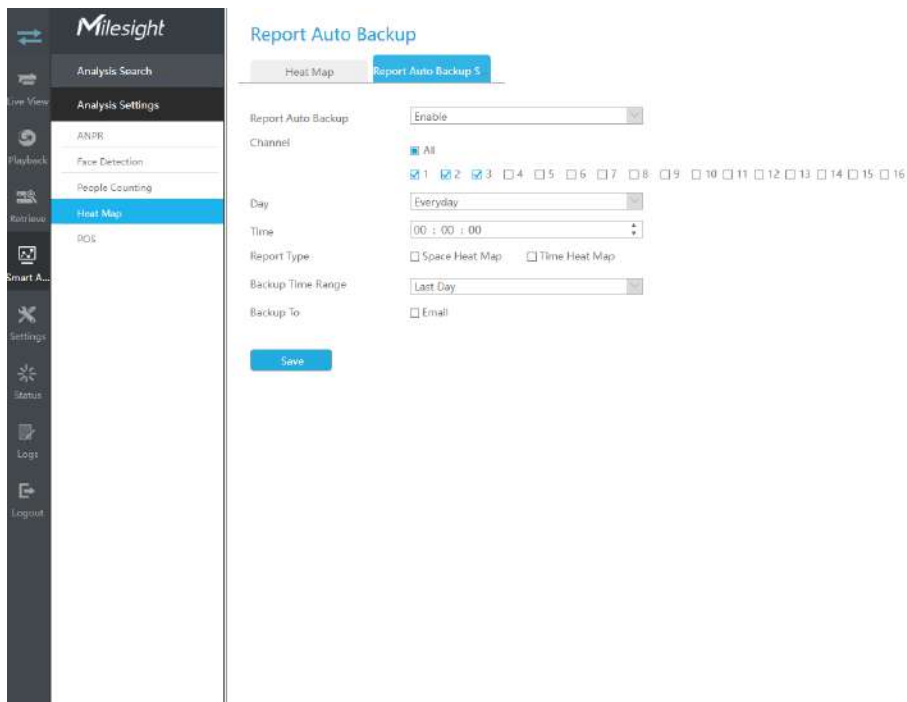 Milesight
Live View
Playback
Retrieve
Smart A...
Settings
Status
Logs
Logout
Analysis Search
Analysis Settings
ANPR
Face Detection
People Counting
Heat Map
POS
Report Auto Backup
Heat Map
Report Auto Backup S
Report Auto Backup Enable
Channel
All
1 2 3 4 5 6 7 8 9 10 11 12 13 14 15 16
Day Everyday
Time 00 : 00 : 00
Report Type Space Heat Map Time Heat Map
Backup Time Range Last Day
Backup To Email
Save